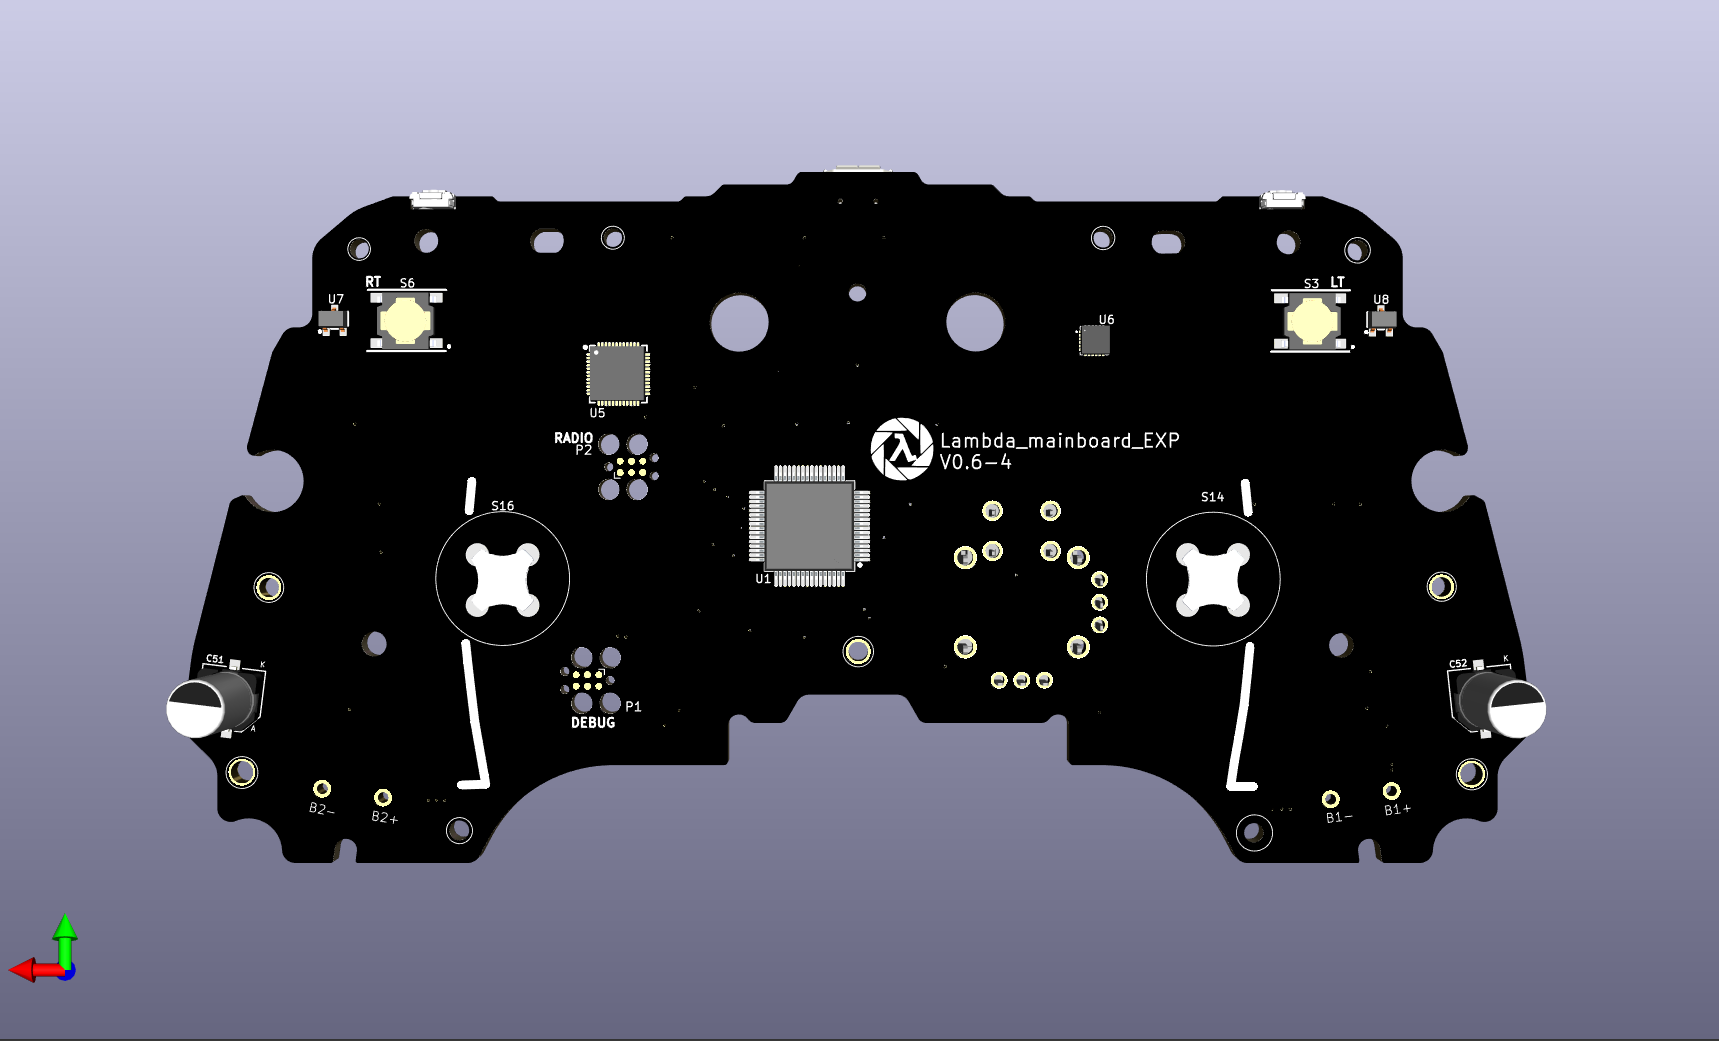 RT
S6
S3
LT
U7
U8
U6
U5
RADIO
P2
Lambda_mainboard_EXP
V0.6-4
S16
S14
U1
C51
K
A
C52
K
P1
DEBUG
B2-
B2+
B1-
B1+